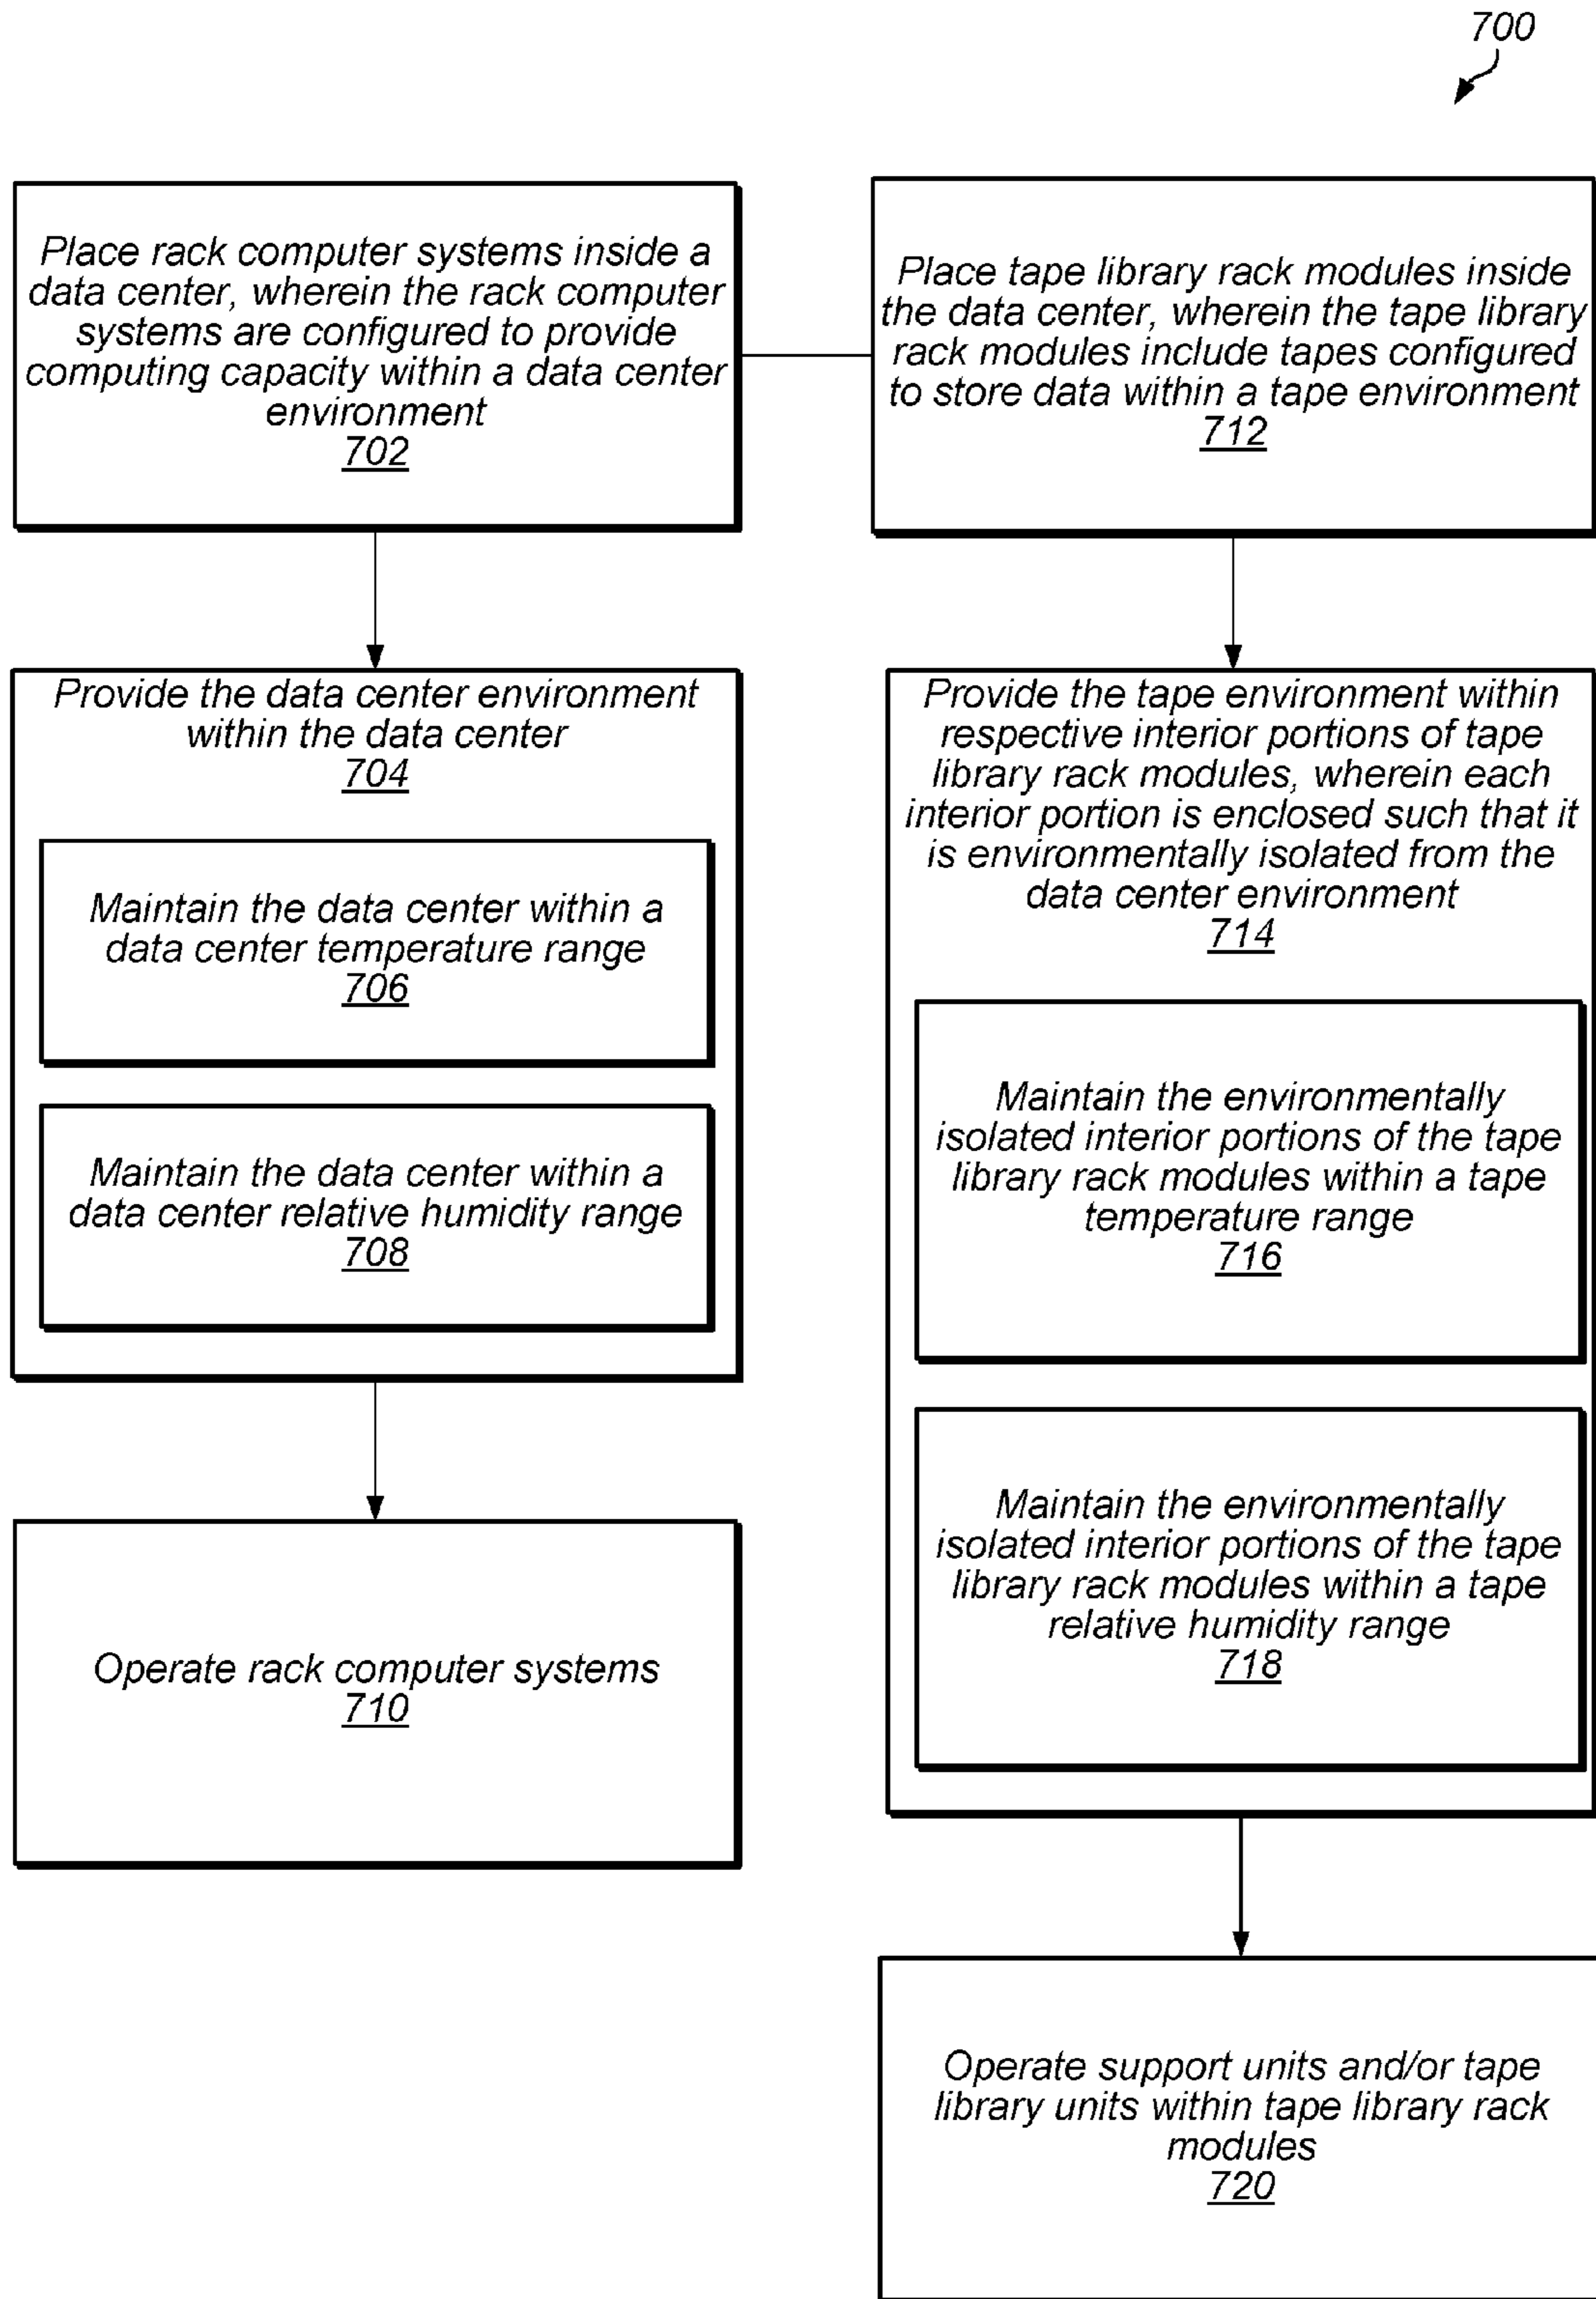 700
Place rack computer systems inside a
data center, wherein the rack computer
systems are configured to provide
computing capacity within a data center
environment
702
Provide the data center environment
within the data center
704
Maintain the data center within a
data center temperature range
706
Maintain the data center within a
data center relative humidity range
708
Operate rack computer systems
710
Place tape library rack modules inside
the data center, wherein the tape library
rack modules include tapes configured
to store data within a tape environment
712
Provide the tape environment within
respective interior portions of tape
library rack modules, wherein each
interior portion is enclosed such that it
is environmentally isolated from the
data center environment
714
Maintain the environmentally
isolated interior portions of the tape
library rack modules within a tape
temperature range
716
Maintain the environmentally
isolated interior portions of the tape
library rack modules within a tape
relative humidity range
718
Operate support units and/or tape
library units within tape library rack
modules
720